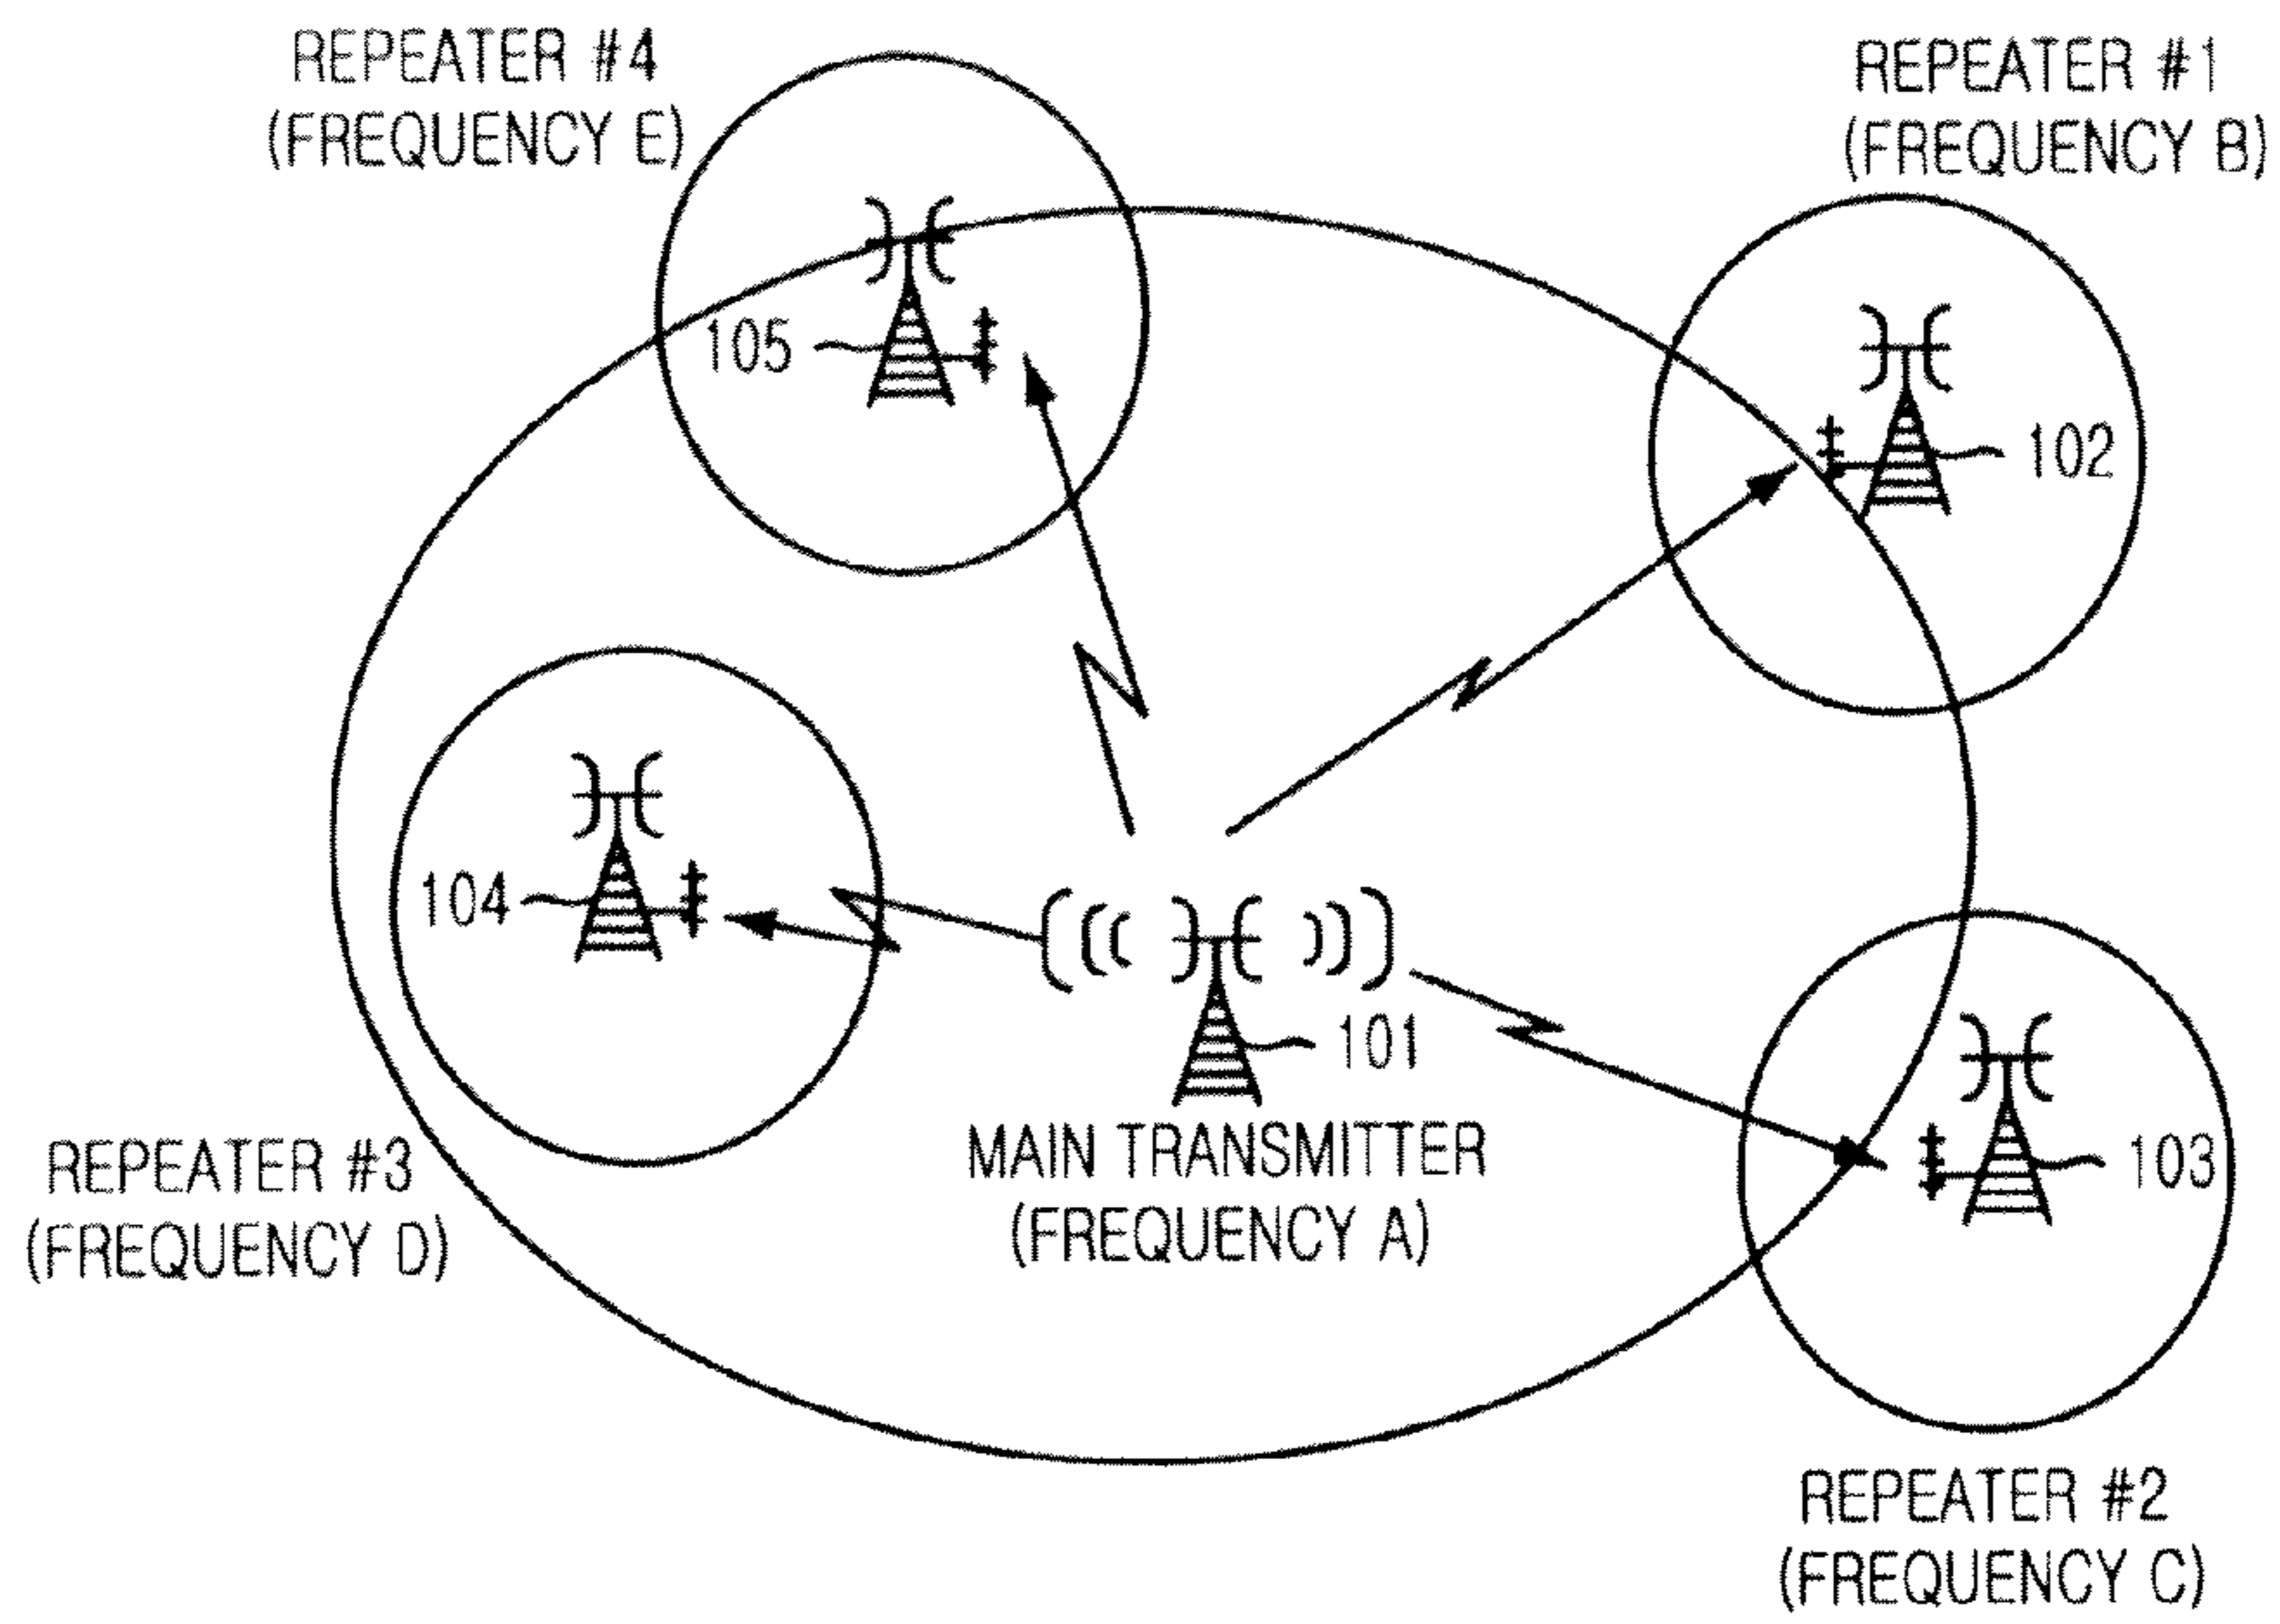 REPEATER #4
(FREQUENCY E)
REPEATER #1
(FREQUENCY B)
105
102
104
101
MAIN TRANSMITTER
(FREQUENCY A)
103
REPEATER #3
(FREQUENCY D)
REPEATER #2
(FREQUENCY C)